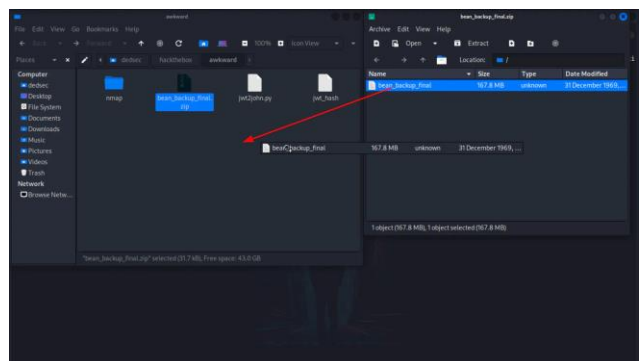 awkward
File Edit View Go Bookmarks Help
Back Forward 100% Icon View
Places dedsec hackthebox awkward
Computer
dedsec
Desktop
File System
Documents
Downloads
Music
Pictures
Videos
Trash
Network
Browse Netw...
nmap
bean_backup_final.
zip
jwt2john.py
jwt_hash
"bean_backup_final.zip" selected (31.7 kB), Free space: 43.0 GB
bean_backup_final.zip
Archive Edit View Help
Open Extract
Location: /
Name Size Type Date Modified
bean_backup_final 167.8 MB unknown 31 December 1969, ...
bean_backup_final 167.8 MB unknown 31 December 1969, ...
1 object (167.8 MB), 1 object selected (167.8 MB)